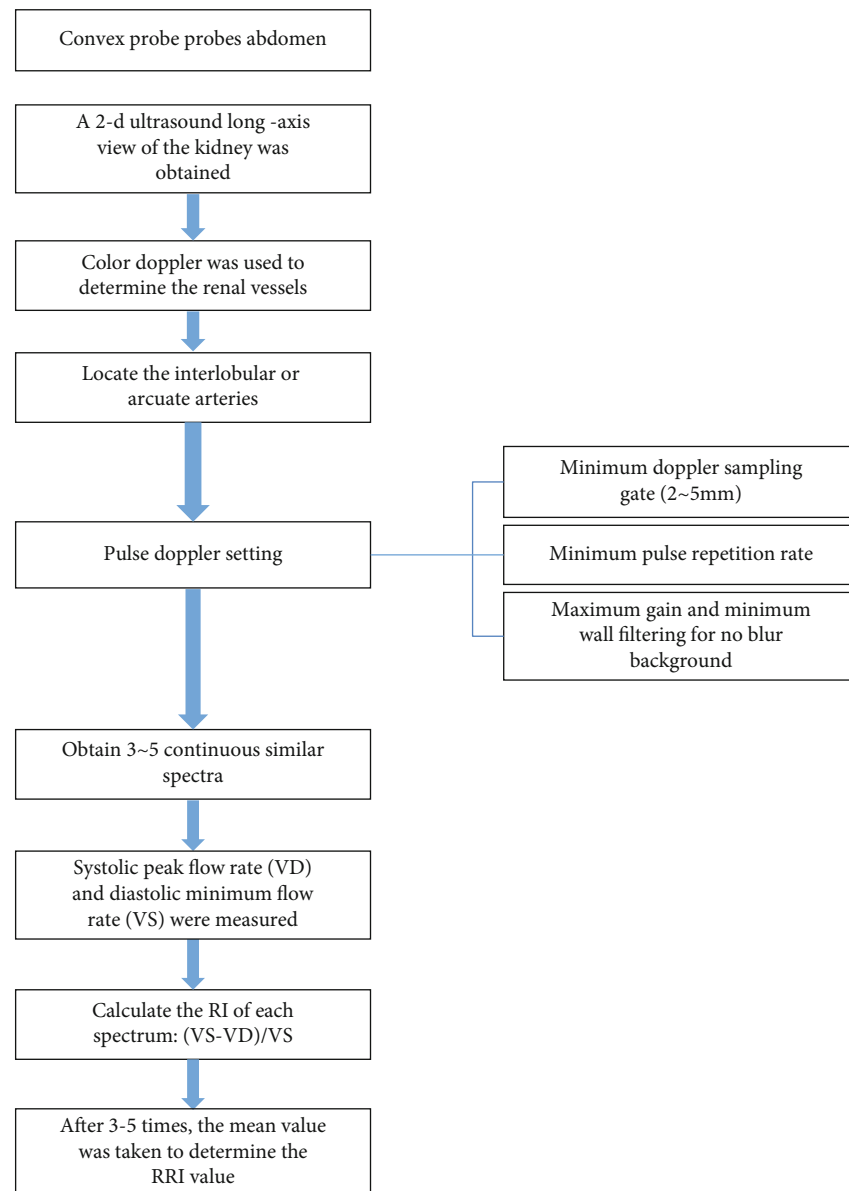 Convex probe probes abdomen
A 2-d ultrasound long -axis
view of the kidney was
obtained
Color doppler was used to
determine the renal vessels
Locate the interlobular or
arcuate arteries
Pulse doppler setting
Minimum doppler sampling
gate (2~5mm)
Minimum pulse repetition rate
Maximum gain and minimum
wall filtering for no blur
background
Obtain 3~5 continuous similar
spectra
Systolic peak flow rate (VD)
and diastolic minimum flow
rate (VS) were measured
Calculate the RI of each
spectrum: (VS-VD)/VS
After 3-5 times, the mean value
was taken to determine the
RRI value